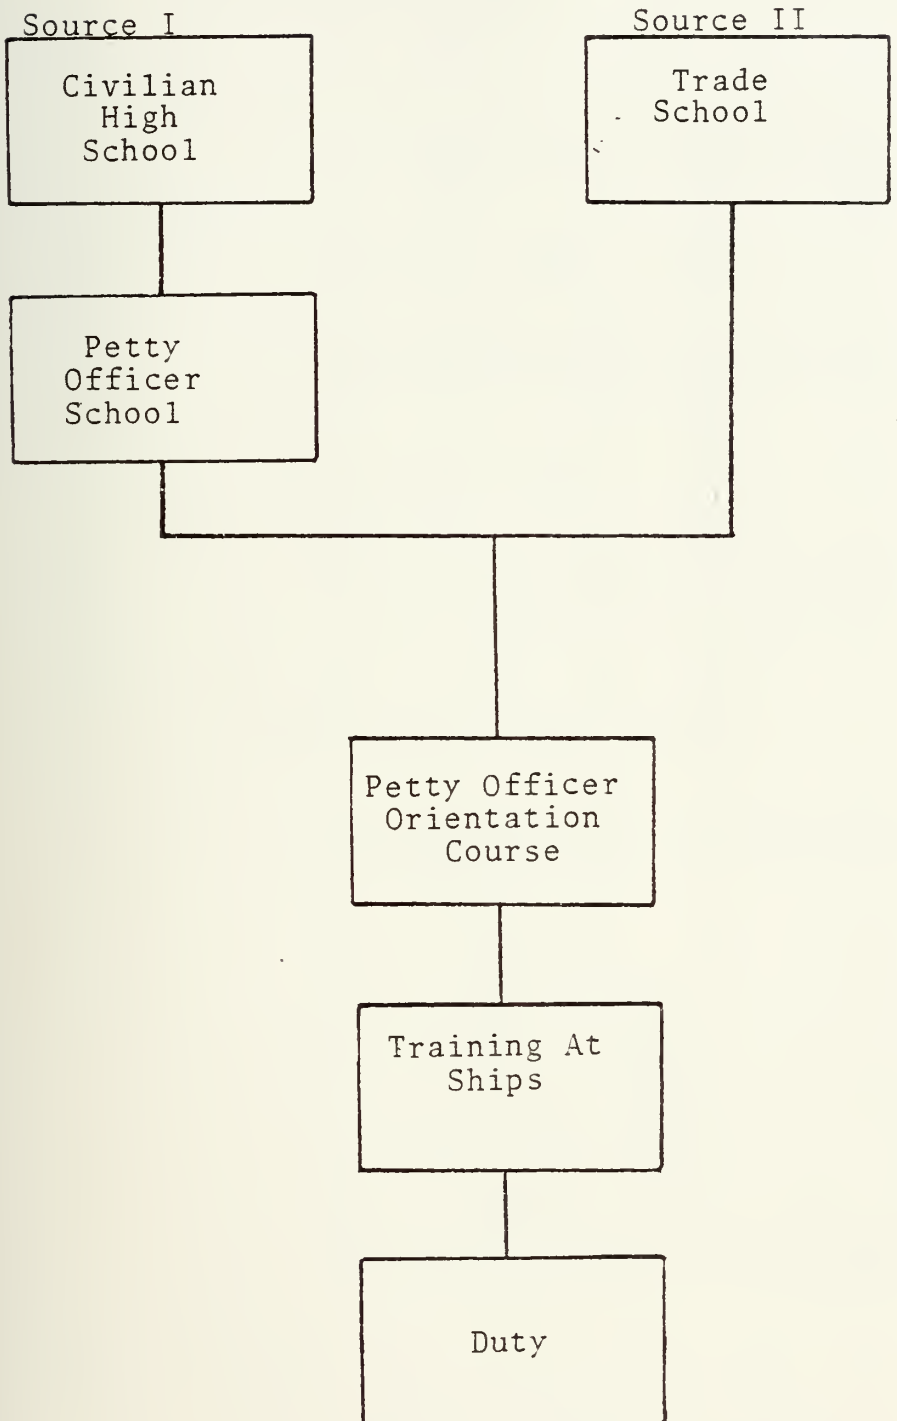 Source I
Source II
Civilian
High
School
Trade
School
Petty
Officer
School
Petty Officer
Orientation
Course
Training At
Ships
Duty